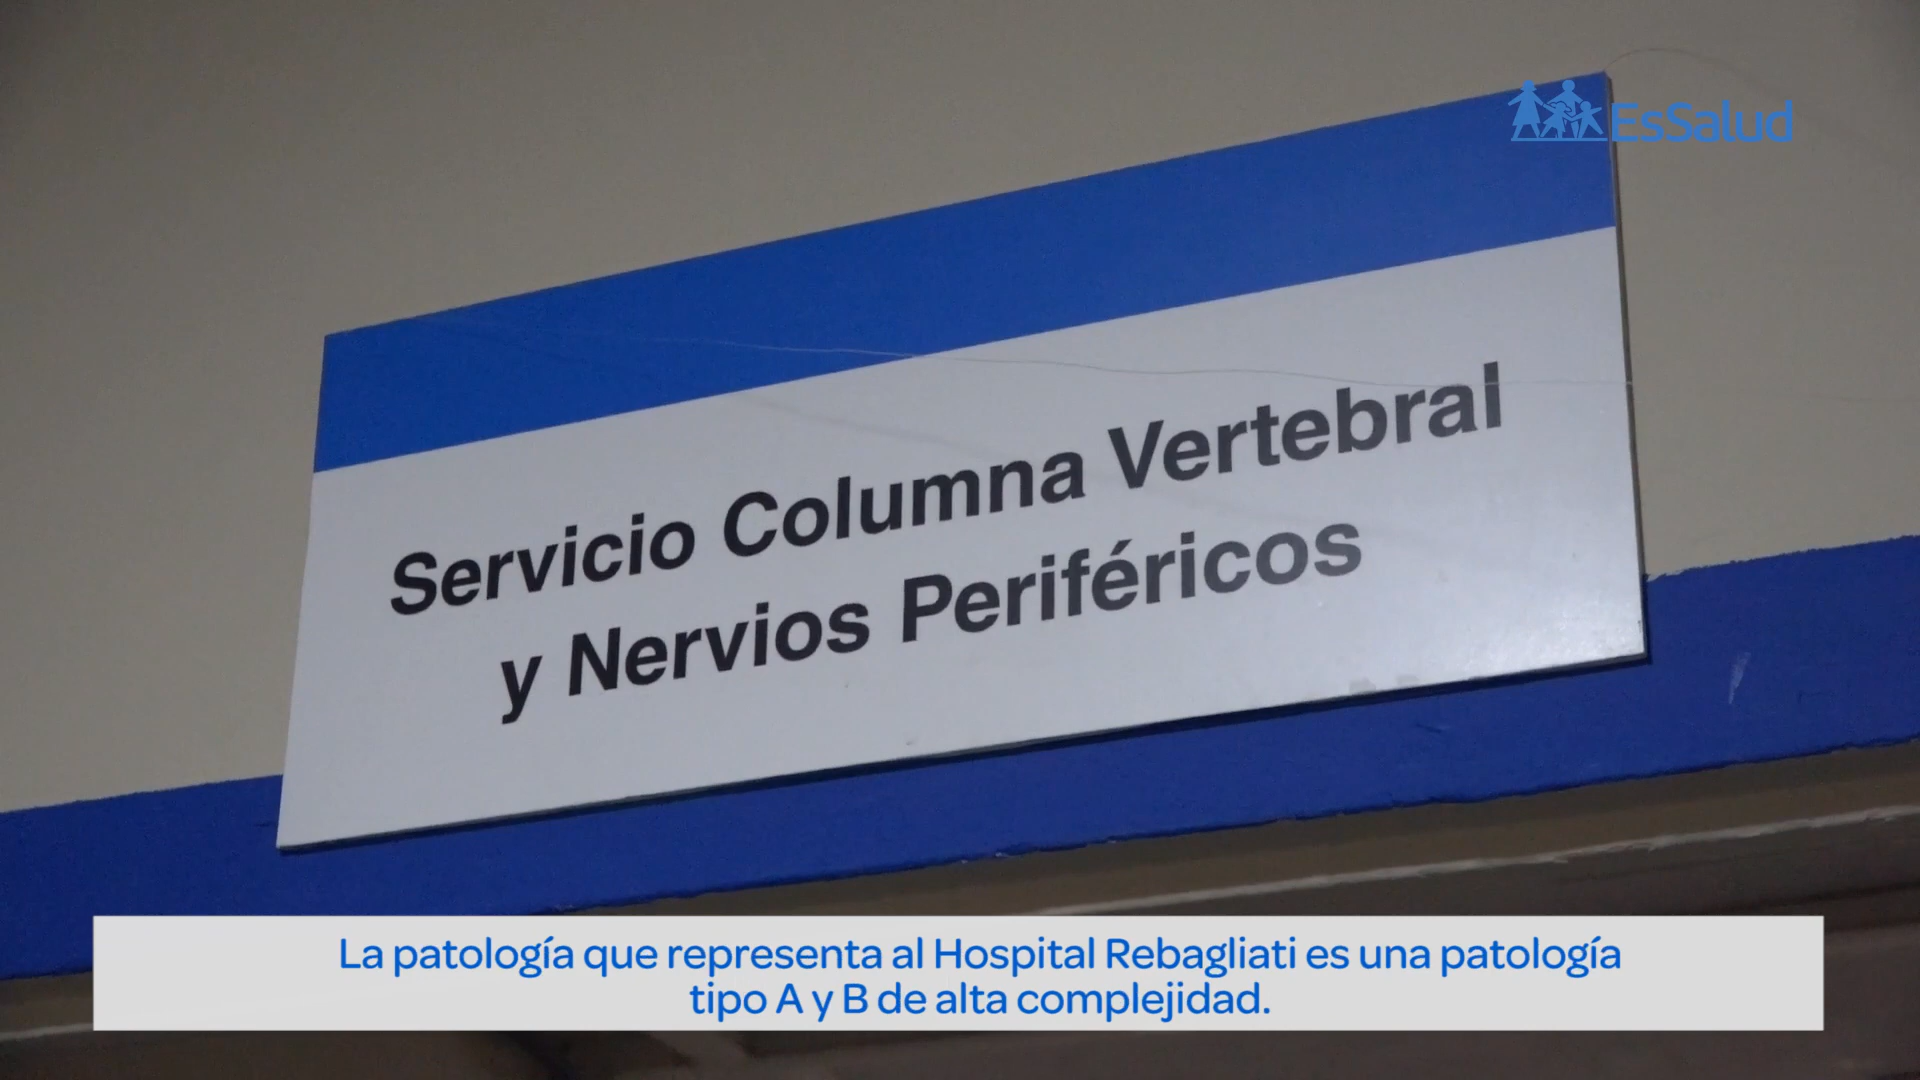 EsSalud
Servicio Columna Vertebral
y Nervios Periféricos
La patología que representa al Hospital Rebagliati es una patología
tipo A y B de alta complejidad.